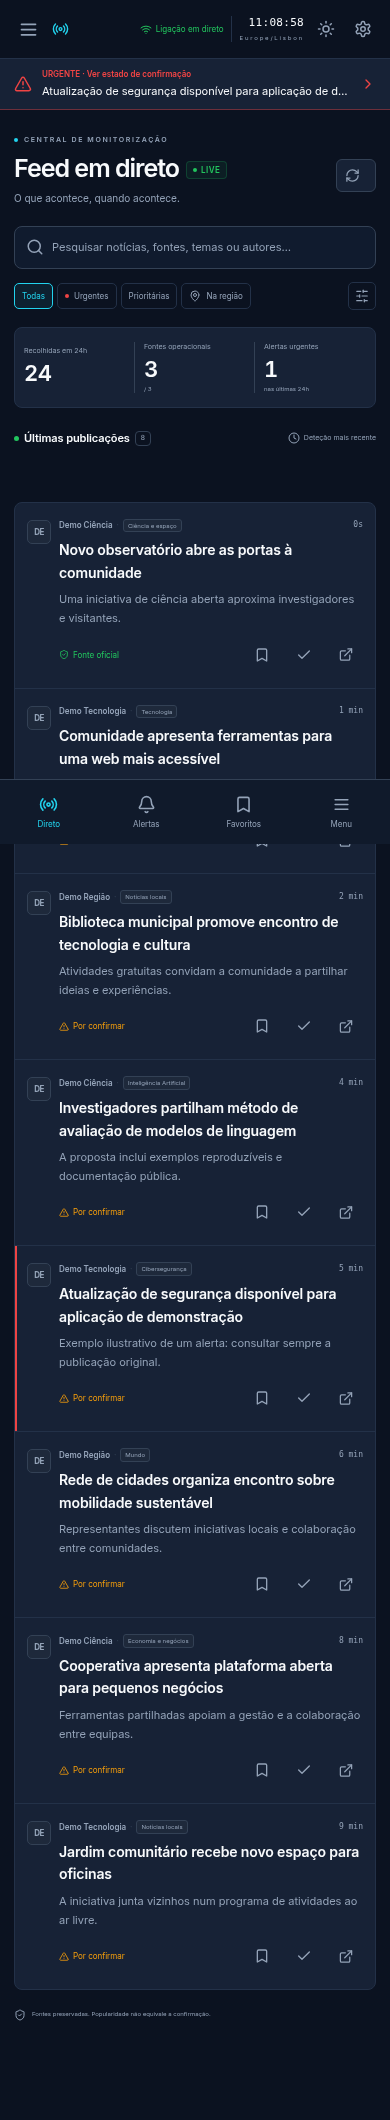 Ligação em direto
11:08:58
Europe/Lisbon
URGENTE · Ver estado de confirmação
Atualização de segurança disponível para aplicação de d...
CENTRAL DE MONITORIZAÇÃO
Feed em direto
LIVE
O que acontece, quando acontece.
Pesquisar notícias, fontes, temas ou autores...
Todas
Urgentes
Prioritárias
Na região
Recolhidas em 24h
24
Fontes operacionais
3
/ 3
Alertas urgentes
1
nas últimas 24h
Últimas publicações
8
Deteção mais recente
DE
Demo Ciência
Ciência e espaço
0s
Novo observatório abre as portas à
comunidade
Uma iniciativa de ciência aberta aproxima investigadores
e visitantes.
Fonte oficial
DE
Demo Tecnologia
Tecnologia
1 min
Comunidade apresenta ferramentas para
uma web mais acessível
Direto
Alertas
Favoritos
Menu
DE
Demo Região
Notícias locais
2 min
Biblioteca municipal promove encontro de
tecnologia e cultura
Atividades gratuitas convidam a comunidade a partilhar
ideias e experiências.
Por confirmar
DE
Demo Ciência
Inteligência Artificial
4 min
Investigadores partilham método de
avaliação de modelos de linguagem
A proposta inclui exemplos reproduzíveis e
documentação pública.
Por confirmar
DE
Demo Tecnologia
Cibersegurança
5 min
Atualização de segurança disponível para
aplicação de demonstração
Exemplo ilustrativo de um alerta: consultar sempre a
publicação original.
Por confirmar
DE
Demo Região
Mundo
6 min
Rede de cidades organiza encontro sobre
mobilidade sustentável
Representantes discutem iniciativas locais e colaboração
entre comunidades.
Por confirmar
DE
Demo Ciência
Economia e negócios
8 min
Cooperativa apresenta plataforma aberta
para pequenos negócios
Ferramentas partilhadas apoiam a gestão e a colaboração
entre equipas.
Por confirmar
DE
Demo Tecnologia
Notícias locais
9 min
Jardim comunitário recebe novo espaço para
oficinas
A iniciativa junta vizinhos num programa de atividades ao
ar livre.
Por confirmar
Fontes preservadas. Popularidade não equivale a confirmação.